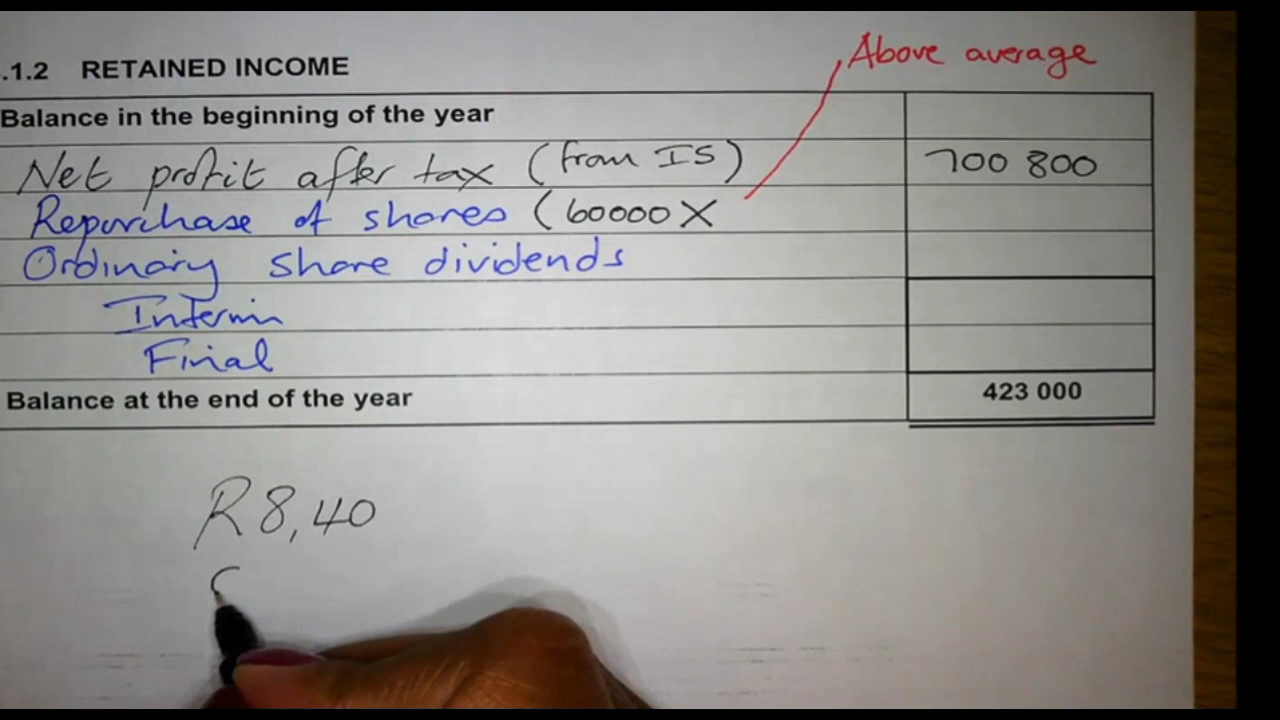 Above average
.1.2 RETAINED INCOME
Balance in the beginning of the year
Net profit after tax (from IS) 700 800
Repurchase of shares (60000 X
Ordinary share dividends
Interim
Final
Balance at the end of the year 423 000
R8,40